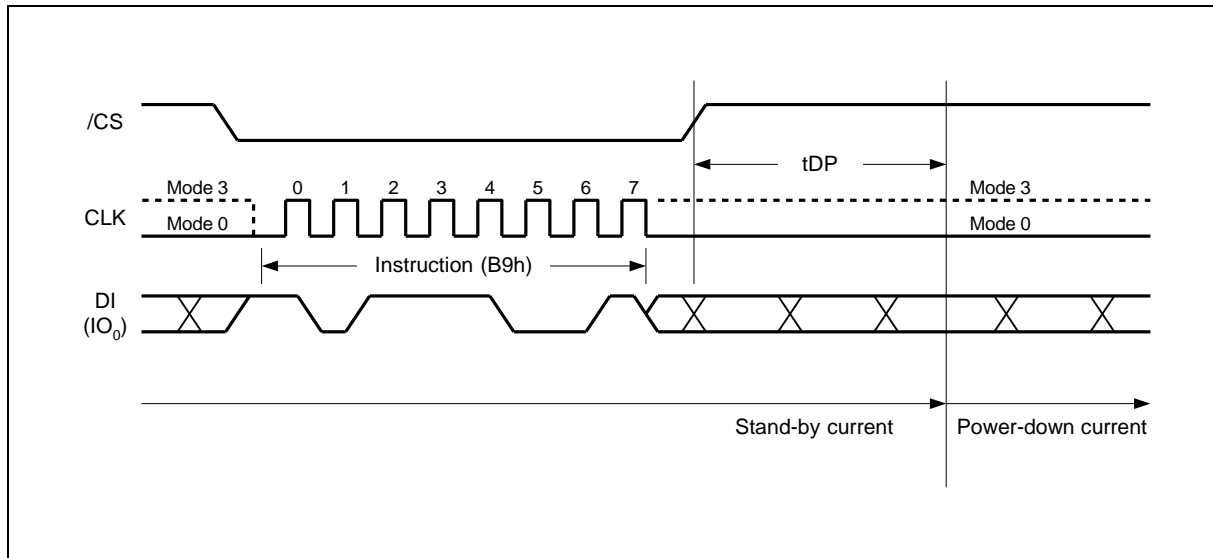 /CS
tDP
Mode 3 0 1 2 3 4 5 6 7 Mode 3
CLK
Mode 0 Mode 0
Instruction (B9h)
DI
(IO₀)
Stand-by current Power-down current